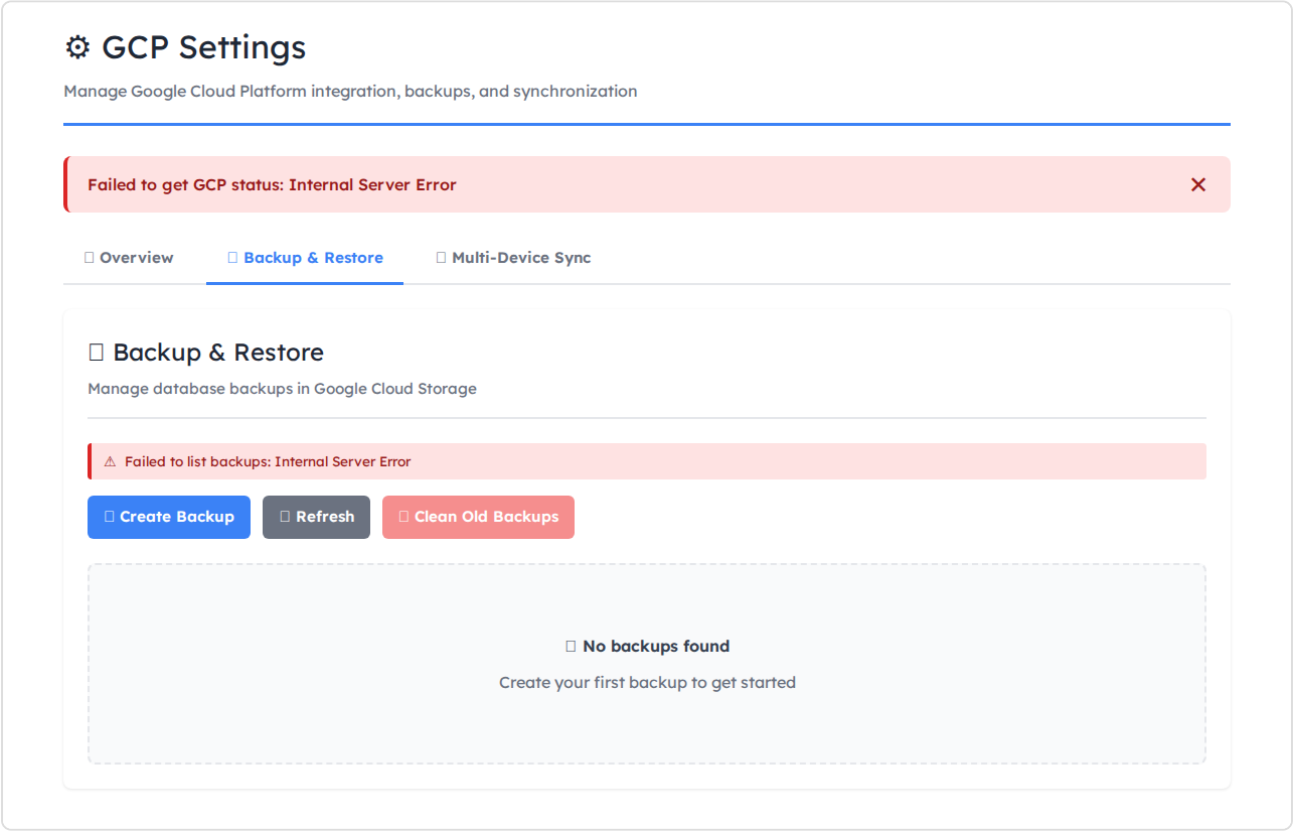 ⚙ GCP Settings
Manage Google Cloud Platform integration, backups, and synchronization
Failed to get GCP status: Internal Server Error ✕
Overview Backup & Restore Multi-Device Sync
Backup & Restore
Manage database backups in Google Cloud Storage
⚠ Failed to list backups: Internal Server Error
Create Backup Refresh Clean Old Backups
No backups found
Create your first backup to get started